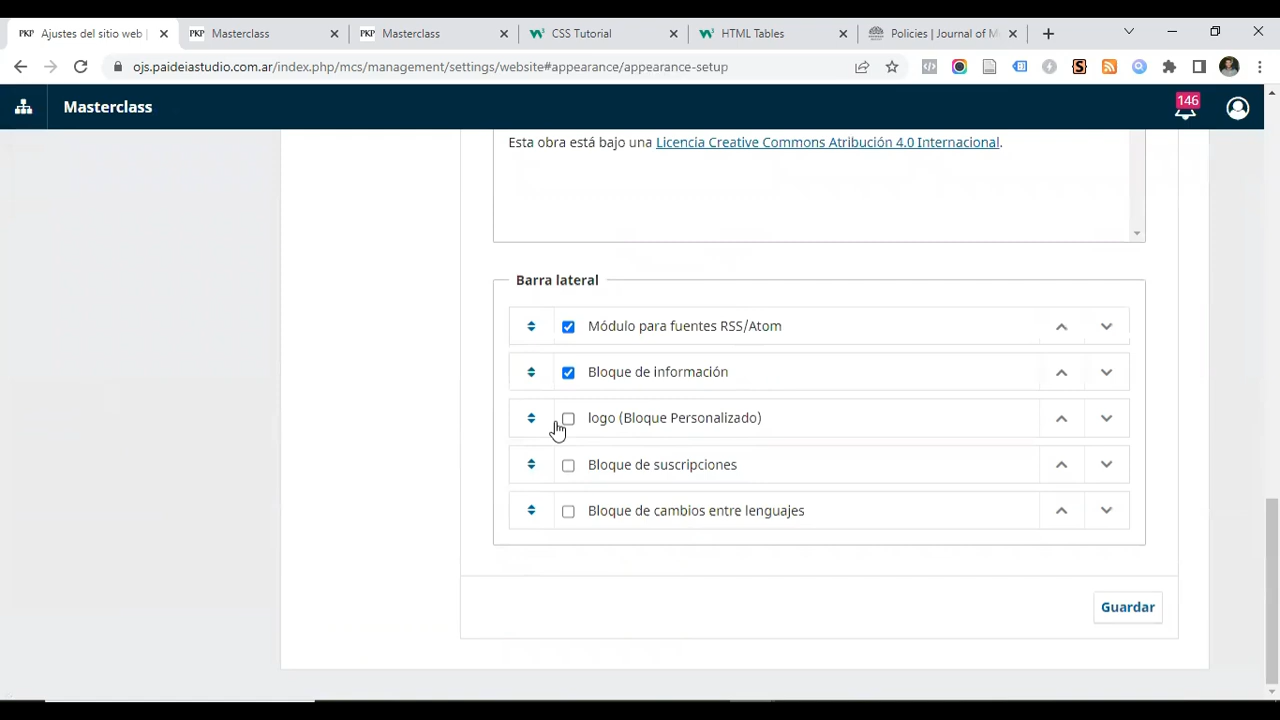 PKP Ajustes del sitio web |
PKP Masterclass
PKP Masterclass
CSS Tutorial
HTML Tables
Policies | Journal of M
ojs.paideiastudio.com.ar/index.php/mcs/management/settings/website#appearance/appearance-setup
Masterclass
146
Esta obra está bajo una Licencia Creative Commons Atribución 4.0 Internacional.
Barra lateral
Módulo para fuentes RSS/Atom
Bloque de información
logo (Bloque Personalizado)
Bloque de suscripciones
Bloque de cambios entre lenguajes
Guardar